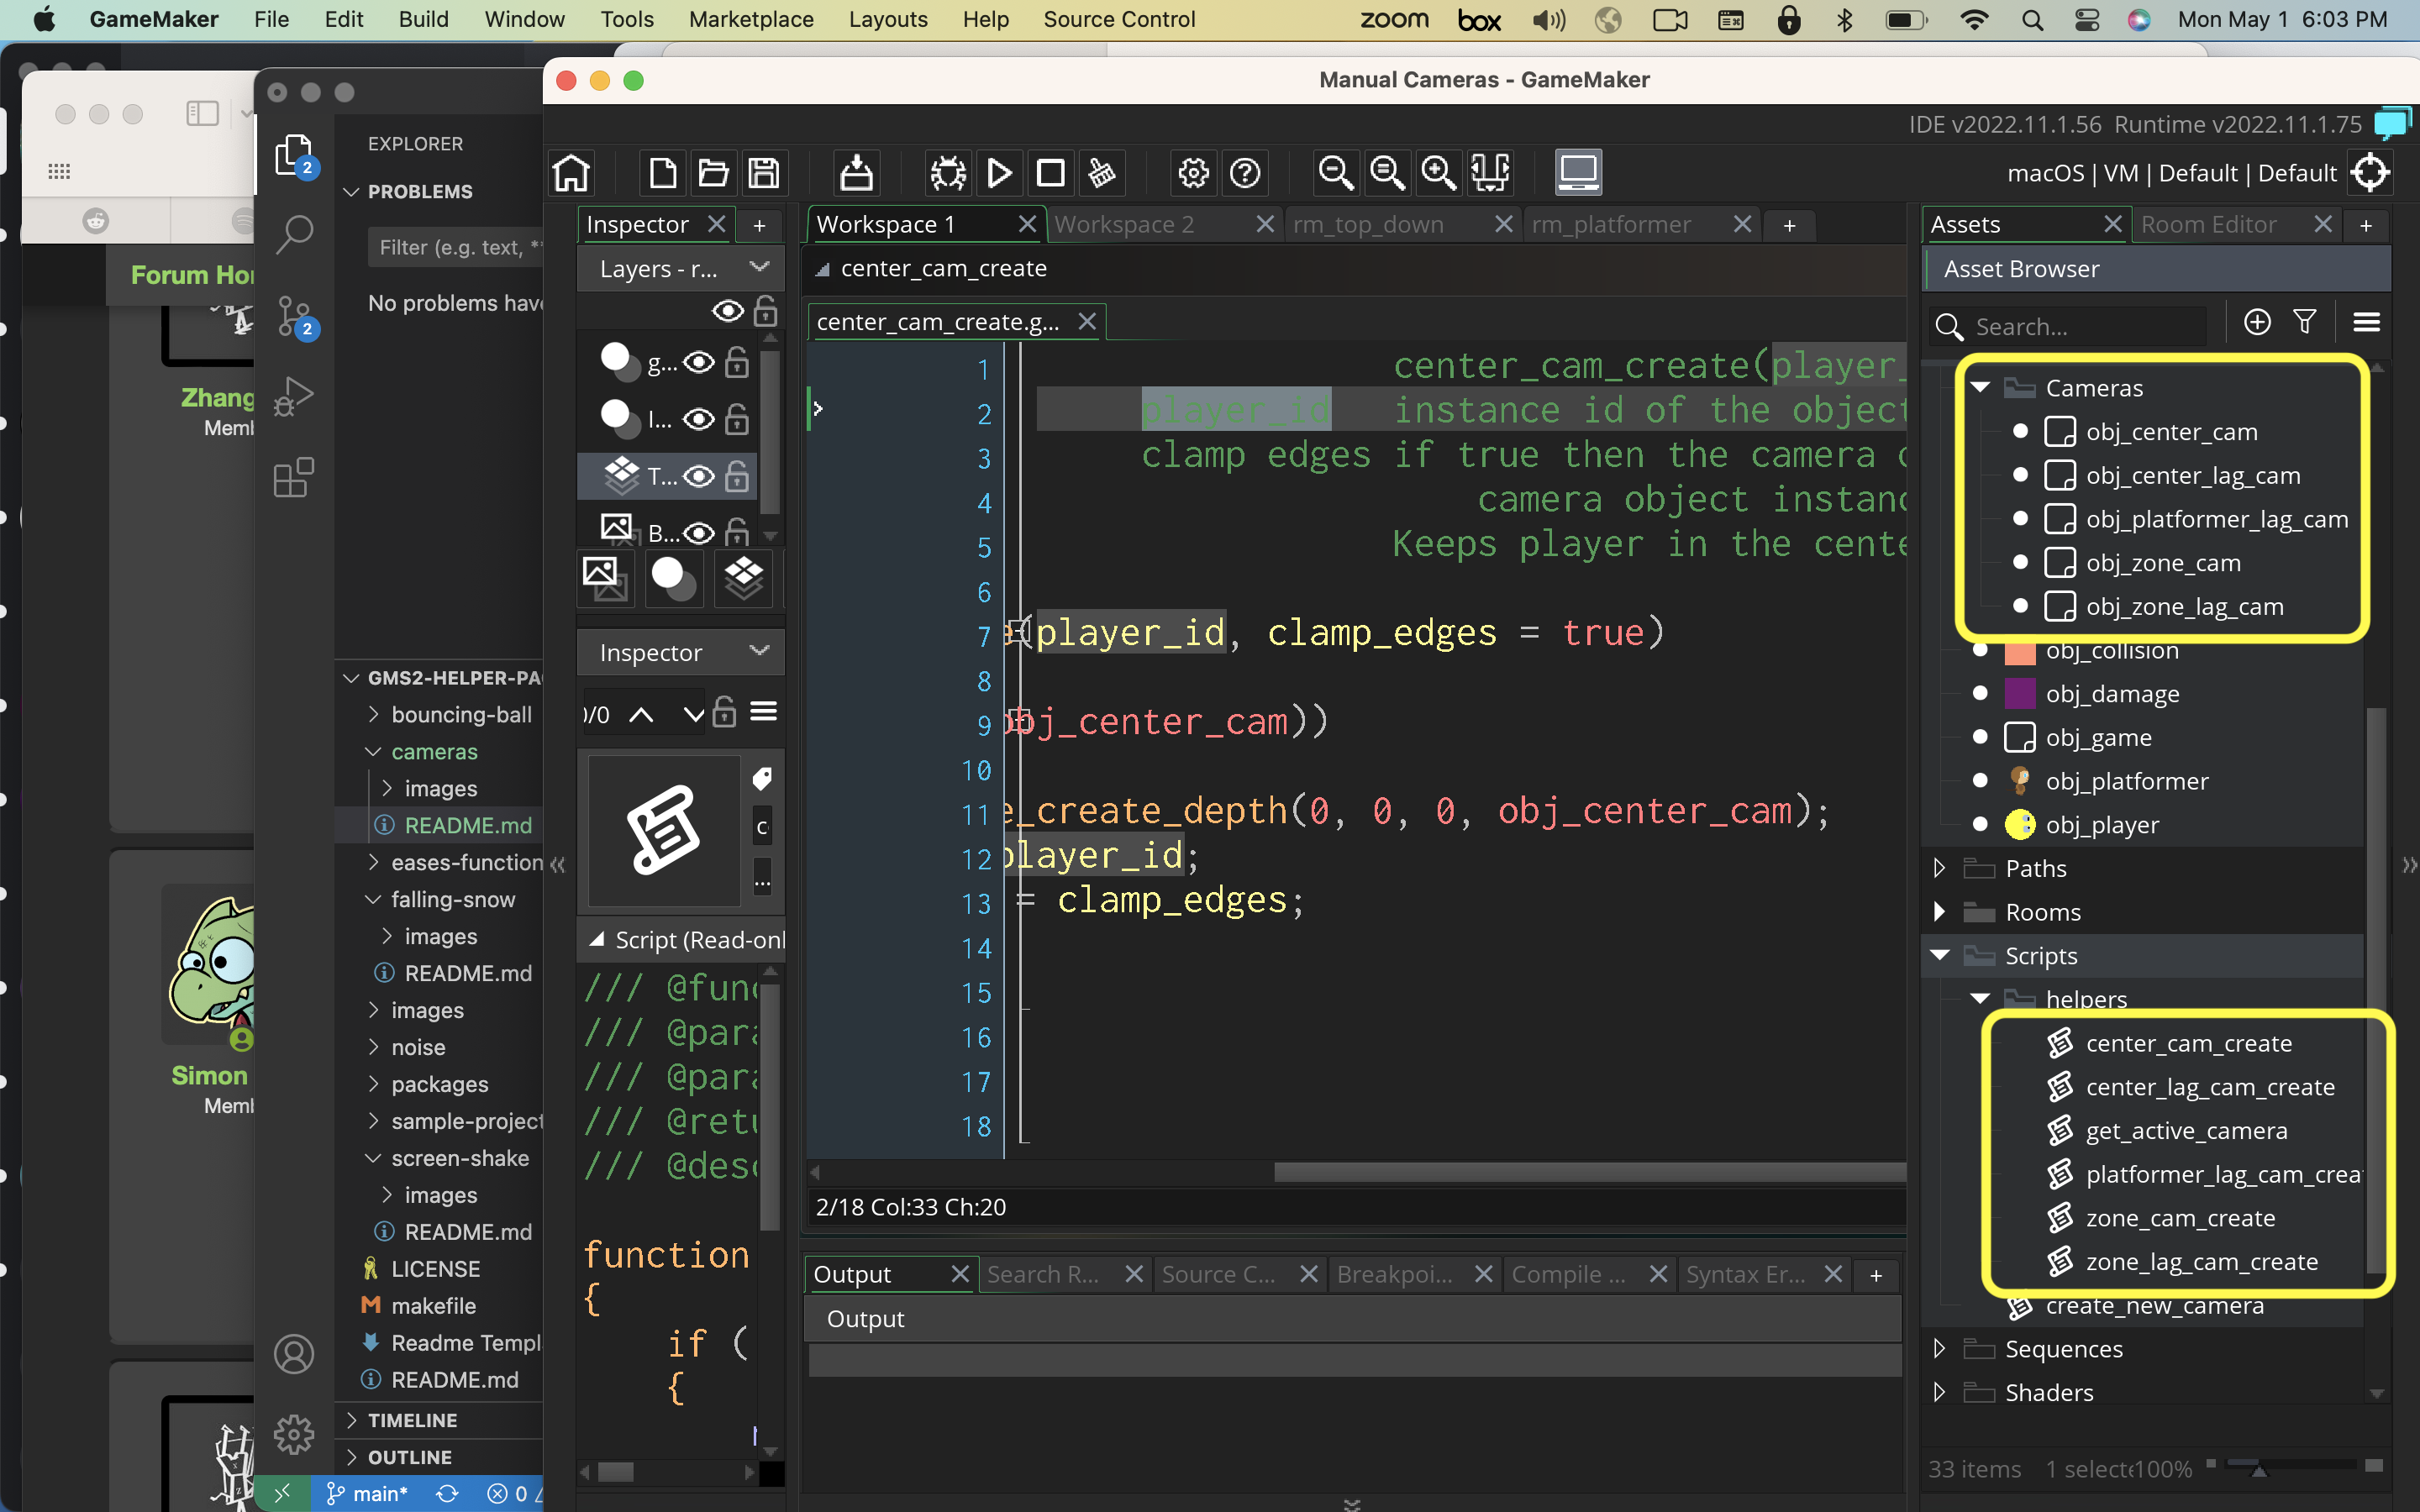 GameMaker File Edit Build Window Tools Marketplace Layouts Help Source Control zoom box Mon May 1 6:03 PM
Manual Cameras - GameMaker
IDE v2022.11.1.56 Runtime v2022.11.1.75
macOS | VM | Default | Default
Forum Ho
Zhang
Memb
Simon
Memb
2
2
EXPLORER
PROBLEMS
Filter (e.g. text, **
No problems have
GMS2-HELPER-PA
bouncing-ball
cameras
images
README.md
eases-function
falling-snow
images
README.md
images
noise
packages
sample-project
screen-shake
images
README.md
LICENSE
makefile
Readme Templ
README.md
TIMELINE
OUTLINE
main* 0
Inspector
Layers - r...
g...
I...
T...
B...
Inspector
0/0
c
...
Script (Read-onl
/// @func
/// @para
/// @para
/// @retu
/// @desc
function
{
if (
{
Workspace 1 Workspace 2 rm_top_down rm_platformer +
center_cam_create
center_cam_create.g...
1 center_cam_create(player_
2 player_id instance id of the object
3 clamp edges if true then the camera
4 camera object instanc
5 Keeps player in the cente
6
7 e(player_id, clamp_edges = true)
8
9 obj_center_cam))
10
11 e_create_depth(0, 0, 0, obj_center_cam);
12 player_id;
13 = clamp_edges;
14
15
16
17
18
2/18 Col:33 Ch:20
Output Search R... Source C... Breakpoi... Compile ... Syntax Er... +
Output
Assets Room Editor +
Asset Browser
Search...
Cameras
obj_center_cam
obj_center_lag_cam
obj_platformer_lag_cam
obj_zone_cam
obj_zone_lag_cam
obj_collision
obj_damage
obj_game
obj_platformer
obj_player
Paths
Rooms
Scripts
helpers
center_cam_create
center_lag_cam_create
get_active_camera
platformer_lag_cam_crea
zone_cam_create
zone_lag_cam_create
create_new_camera
Sequences
Shaders
33 items 1 selecte 100%